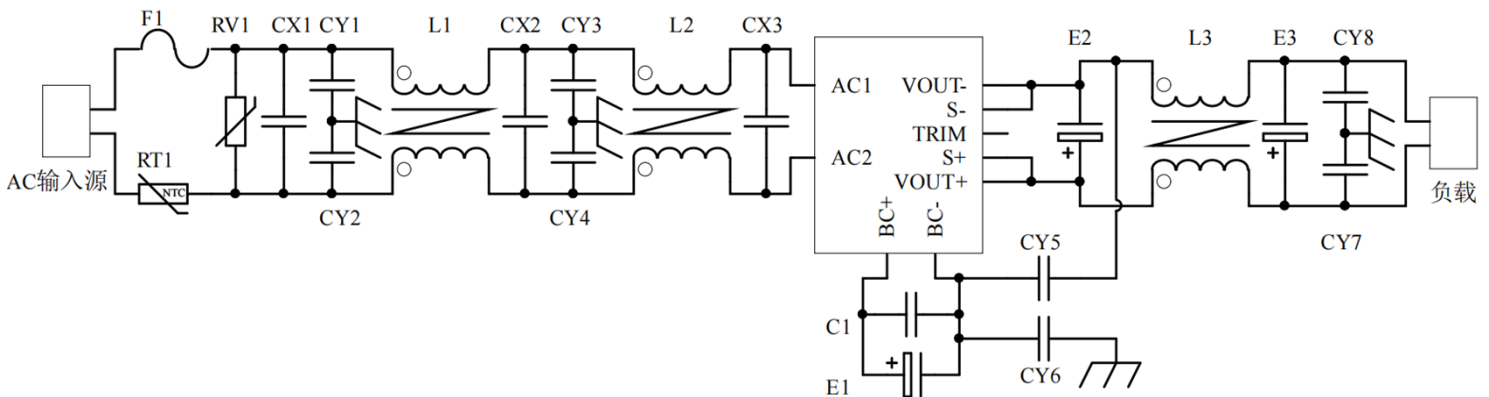 F1
RV1
CX1
CY1
L1
CX2
CY3
L2
CX3
E2
L3
E3
CY8
AC1
VOUT-
S-
TRIM
AC2
S+
VOUT+
BC+
BC-
AC输入源
RT1
NTC
CY2
CY4
负载
CY5
CY7
C1
CY6
E1
+
+
+